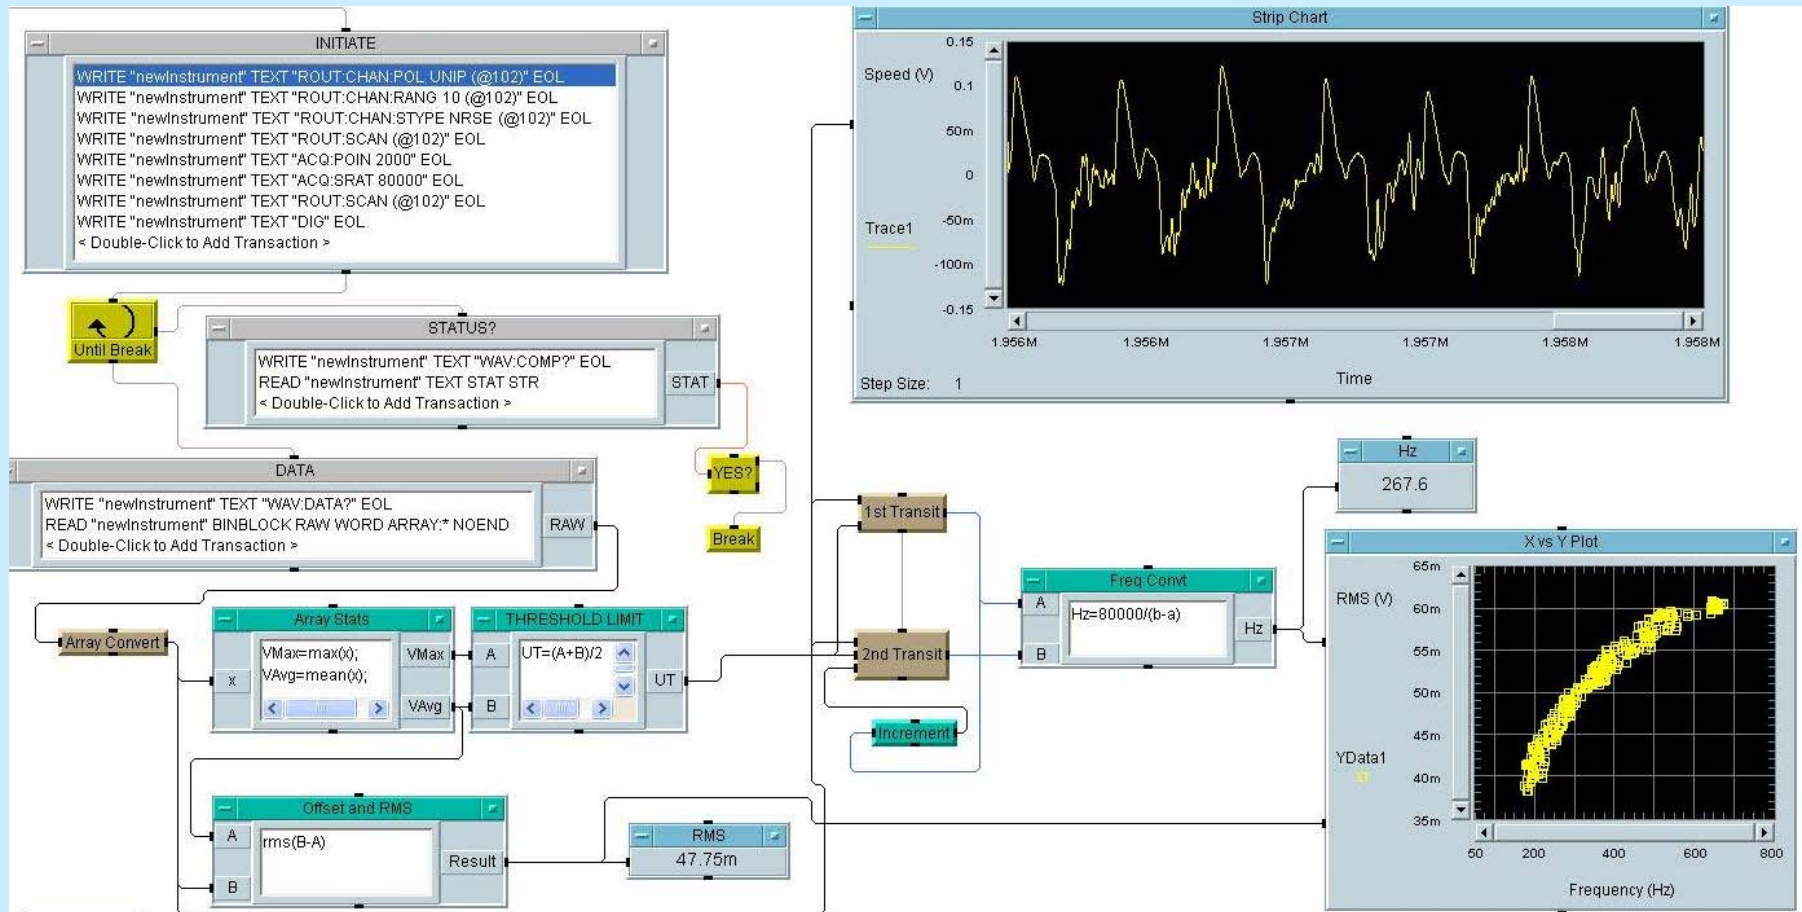 INITIATE
WRITE "newInstrument" TEXT "ROUT:CHAN:POL UNIP (@102)" EOL
WRITE "newInstrument" TEXT "ROUT:CHAN:RANG 10 (@102)" EOL
WRITE "newInstrument" TEXT "ROUT:CHAN:STYPE NRSE (@102)" EOL
WRITE "newInstrument" TEXT "ROUT:SCAN (@102)" EOL
WRITE "newInstrument" TEXT "ACQ:POIN 2000" EOL
WRITE "newInstrument" TEXT "ACQ:SRAT 80000" EOL
WRITE "newInstrument" TEXT "ROUT:SCAN (@102)" EOL
WRITE "newInstrument" TEXT "DIG" EOL
< Double-Click to Add Transaction >
Until Break
STATUS?
WRITE "newInstrument" TEXT "WAV:COMP?" EOL
READ "newInstrument" TEXT STAT STR
< Double-Click to Add Transaction >
STAT
YES?
Break
DATA
WRITE "newInstrument" TEXT "WAV:DATA?" EOL
READ "newInstrument" BINBLOCK RAW WORD ARRAY:* NOEND
< Double-Click to Add Transaction >
RAW
Array Convert
Array Stats
x
VMax=max(x);
VAvg=mean(x);
VMax
VAvg
THRESHOLD LIMIT
A
B
UT=(A+B)/2
UT
Offset and RMS
A
B
rms(B-A)
Result
RMS
47.75m
Strip Chart
Speed (V)
Trace1
0.15
0.1
50m
0
-50m
-100m
-0.15
1.956M 1.956M 1.957M 1.957M 1.958M 1.958M
Step Size: 1
Time
1st Transit
2nd Transit
Increment
Freq Convt
A
B
Hz=80000/(b-a)
Hz
Hz
267.6
X vs Y Plot
RMS (V)
YData1
65m
60m
55m
50m
45m
40m
35m
50 200 400 600 800
Frequency (Hz)